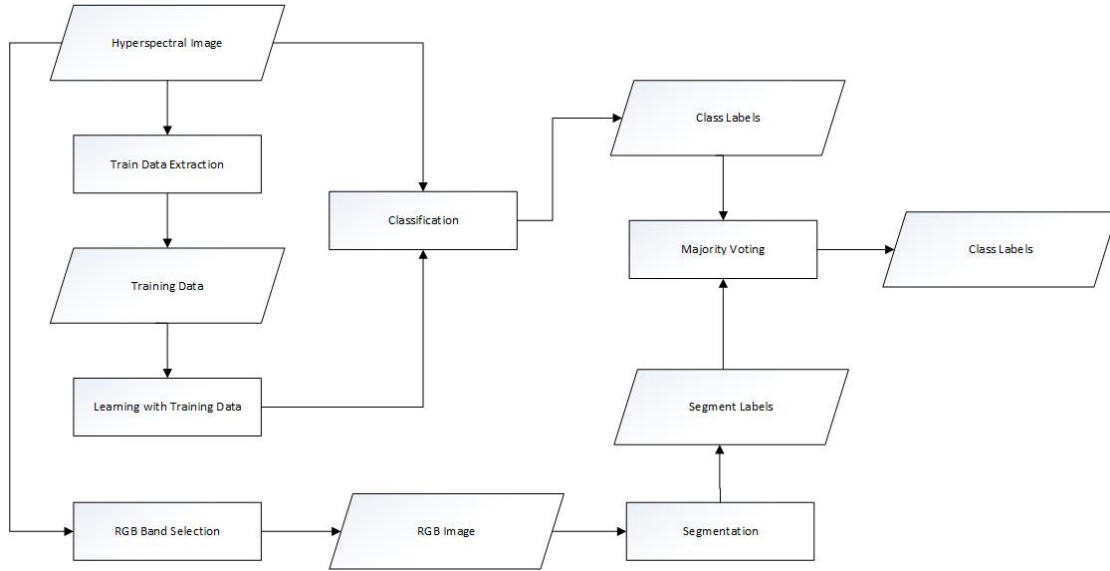 Hyperspectral Image
Train Data Extraction
Training Data
Learning with Training Data
RGB Band Selection
RGB Image
Segmentation
Segment Labels
Classification
Class Labels
Majority Voting
Class Labels